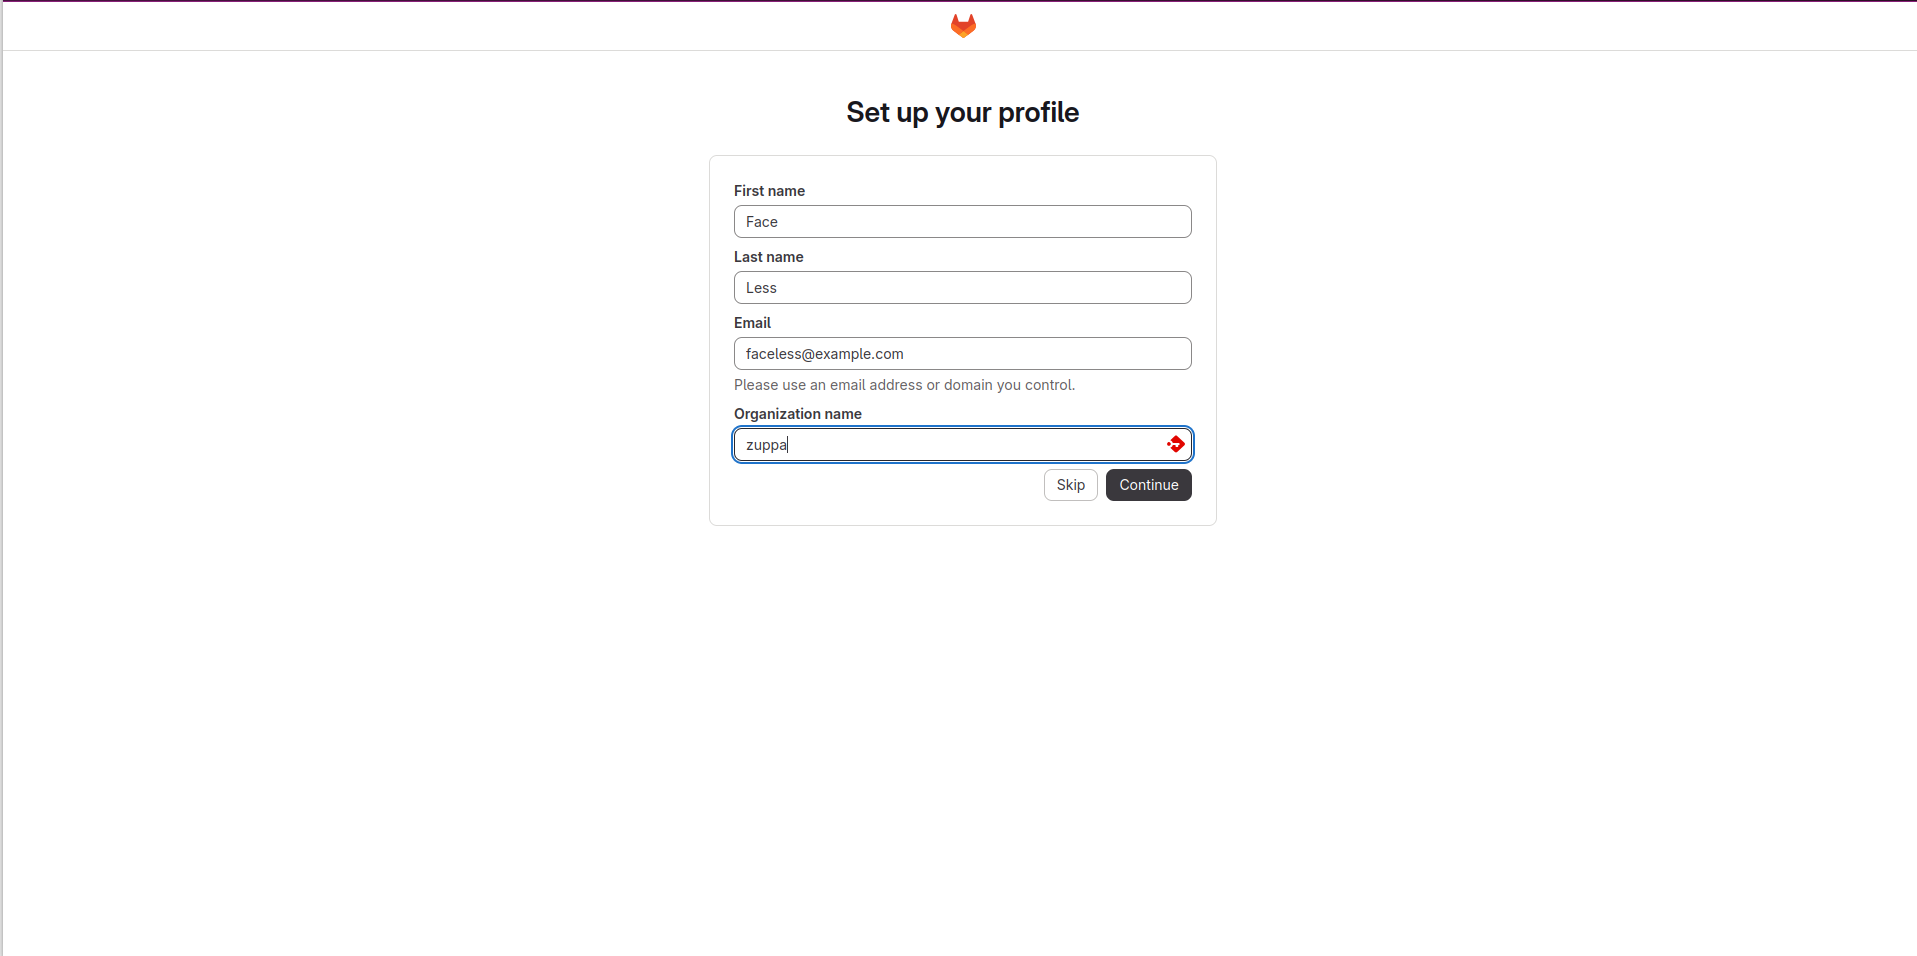 Set up your profile
First name
Face
Last name
Less
Email
faceless@example.com
Please use an email address or domain you control.
Organization name
zuppa
Skip
Continue